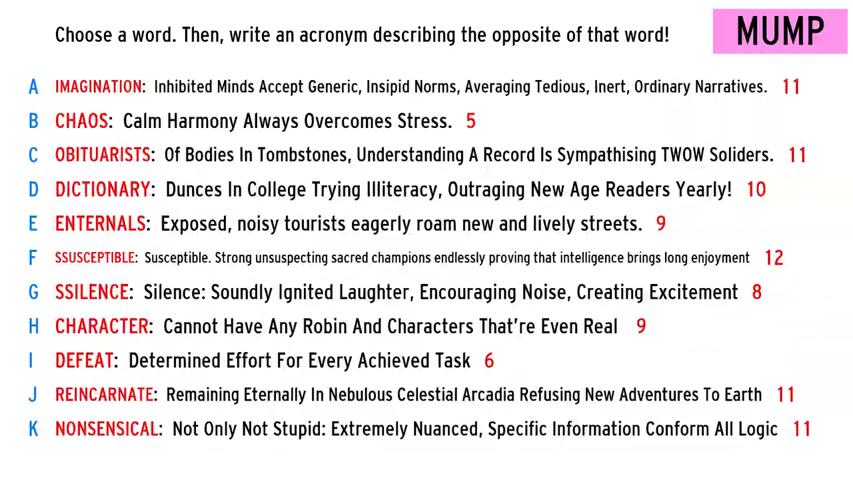 Choose a word. Then, write an acronym describing the opposite of that word!
MUMP
A IMAGINATION: Inhibited Minds Accept Generic, Insipid Norms, Averaging Tedious, Inert, Ordinary Narratives. 11
B CHAOS: Calm Harmony Always Overcomes Stress. 5
C OBITUARISTS: Of Bodies In Tombstones, Understanding A Record Is Sympathising TWOW Soliders. 11
D DICTIONARY: Dunces In College Trying Illiteracy, Outraging New Age Readers Yearly! 10
E ENTERNALS: Exposed, noisy tourists eagerly roam new and lively streets. 9
F SSUSCEPTIBLE: Susceptible. Strong unsuspecting sacred champions endlessly proving that intelligence brings long enjoyment 12
G SSILENCE: Silence: Soundly Ignited Laughter, Encouraging Noise, Creating Excitement 8
H CHARACTER: Cannot Have Any Robin And Characters That're Even Real 9
I DEFEAT: Determined Effort For Every Achieved Task 6
J REINCARNATE: Remaining Eternally In Nebulous Celestial Arcadia Refusing New Adventures To Earth 11
K NONSENSICAL: Not Only Not Stupid: Extremely Nuanced, Specific Information Conform All Logic 11